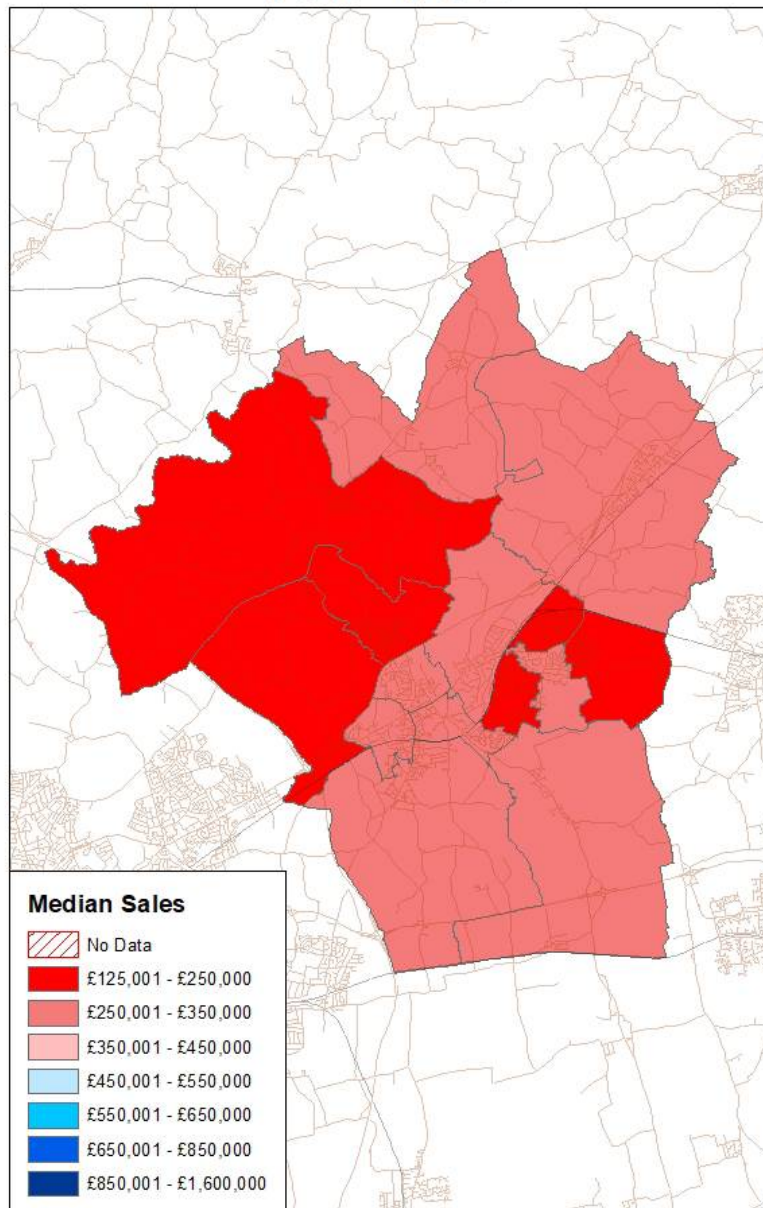 Median Sales
No Data
£125,001 - £250,000
£250,001 - £350,000
£350,001 - £450,000
£450,001 - £550,000
£550,001 - £650,000
£650,001 - £850,000
£850,001 - £1,600,000